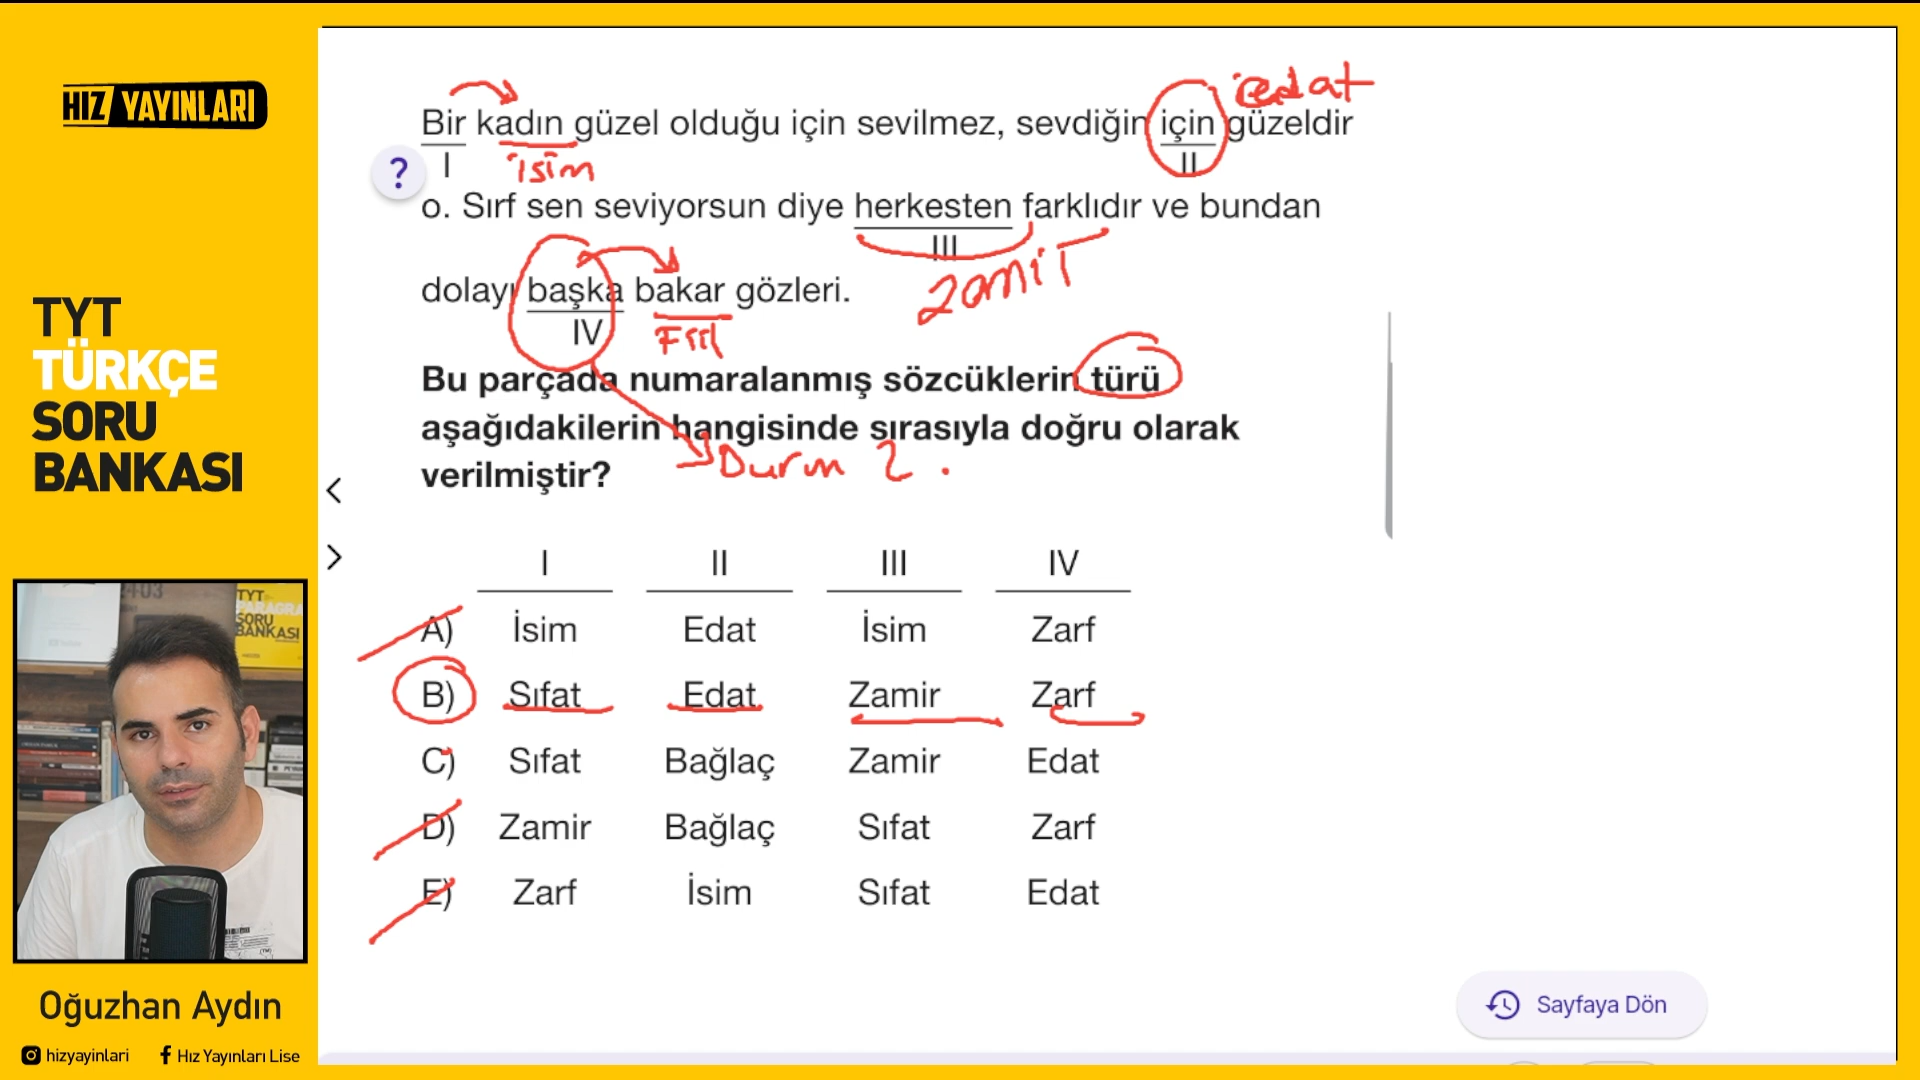 HIZ YAYINLARI
TYT
TÜRKÇE
SORU
BANKASI
TYT
PARAGRAF
SORU
BANKASI
Oğuzhan Aydın
hizyayinlari
Hız Yayınları Lise
edat
Bir kadın güzel olduğu için sevilmez, sevdiğin için güzeldir
I
II
isim
?
o. Sırf sen seviyorsun diye herkesten farklıdır ve bundan
III
zamir
dolayı başka bakar gözleri.
IV
Fiil
Bu parçada numaralanmış sözcüklerin türü
aşağıdakilerin hangisinde sırasıyla doğru olarak
verilmiştir?
Durum Z.
I II III IV
A) İsim Edat İsim Zarf
B) Sıfat Edat Zamir Zarf
C) Sıfat Bağlaç Zamir Edat
D) Zamir Bağlaç Sıfat Zarf
E) Zarf İsim Sıfat Edat
Sayfaya Dön